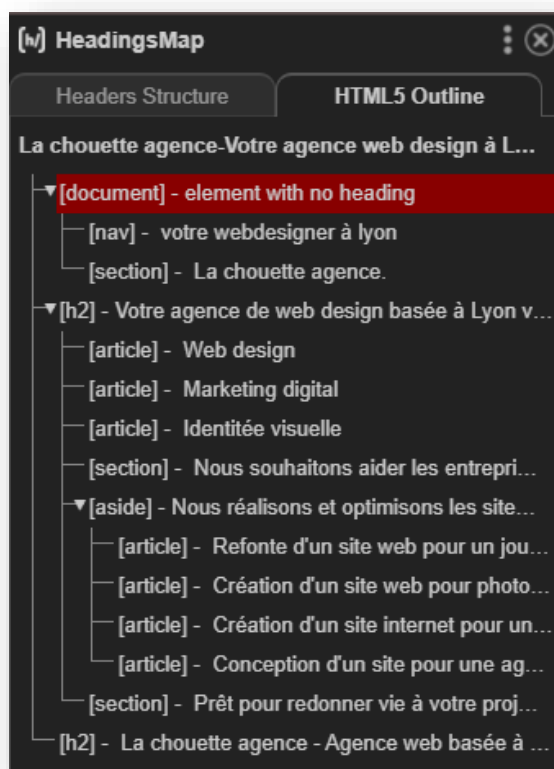 [h/] HeadingsMap
Headers Structure
HTML5 Outline
La chouette agence-Votre agence web design à L...
[document] - element with no heading
[nav] - votre webdesigner à lyon
[section] - La chouette agence.
[h2] - Votre agence de web design basée à Lyon v...
[article] - Web design
[article] - Marketing digital
[article] - Identitée visuelle
[section] - Nous souhaitons aider les entrepri...
[aside] - Nous réalisons et optimisons les site...
[article] - Refonte d'un site web pour un jou...
[article] - Création d'un site web pour photo...
[article] - Création d'un site internet pour un...
[article] - Conception d'un site pour une ag...
[section] - Prêt pour redonner vie à votre proj...
[h2] - La chouette agence - Agence web basée à ...